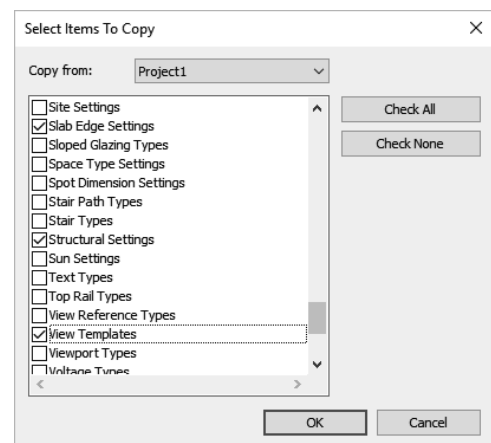 Select Items To Copy
Copy from: Project1
Site Settings
Slab Edge Settings
Sloped Glazing Types
Space Type Settings
Spot Dimension Settings
Stair Path Types
Stair Types
Structural Settings
Sun Settings
Text Types
Top Rail Types
View Reference Types
View Templates
Viewport Types
Voltage Types
Check All
Check None
OK Cancel